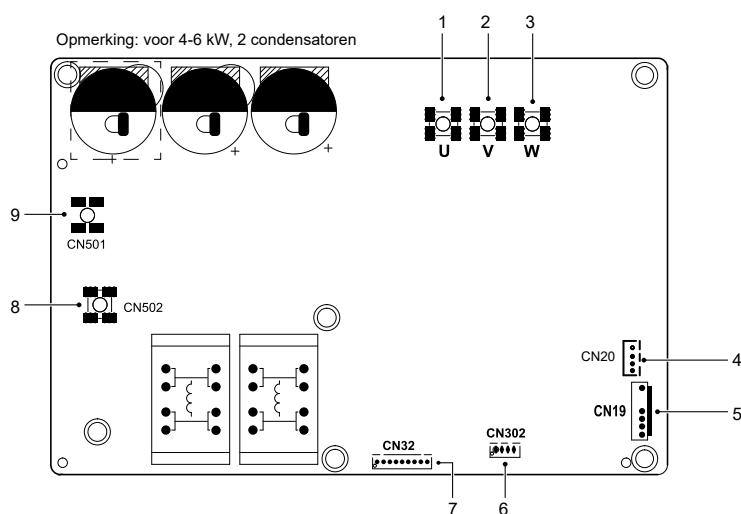 1 2 3
Opmerking: voor 4-6 kW, 2 condensatoren
+ + +
U V W
9
CN501
8 CN502
CN20 4
CN19 5
CN32 CN302
7 6